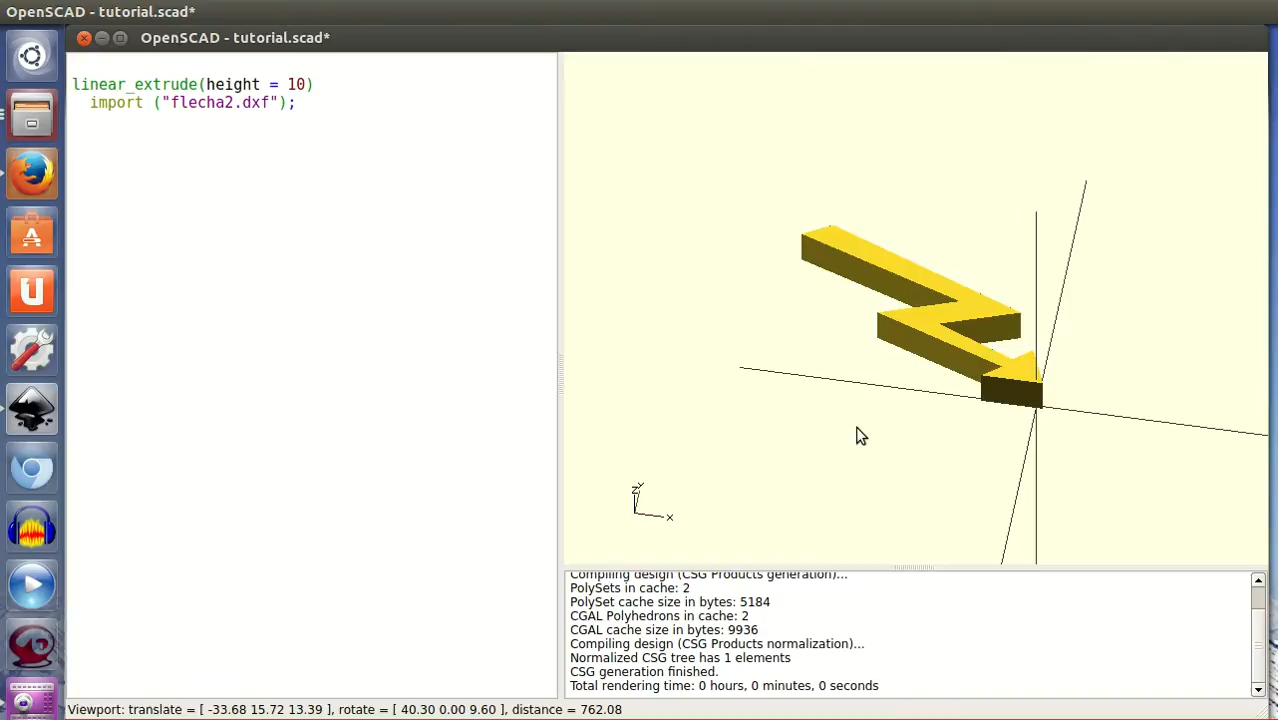 OpenSCAD - tutorial.scad*
OpenSCAD - tutorial.scad*
linear_extrude(height = 10)
import ("flecha2.dxf");
Z
Y
X
Compiling design (CSG Products generation)...
PolySets in cache: 2
PolySet cache size in bytes: 5184
CGAL Polyhedrons in cache: 2
CGAL cache size in bytes: 9936
Compiling design (CSG Products normalization)...
Normalized CSG tree has 1 elements
CSG generation finished.
Total rendering time: 0 hours, 0 minutes, 0 seconds
Viewport: translate = [ -33.68 15.72 13.39 ], rotate = [ 40.30 0.00 9.60 ], distance = 762.08